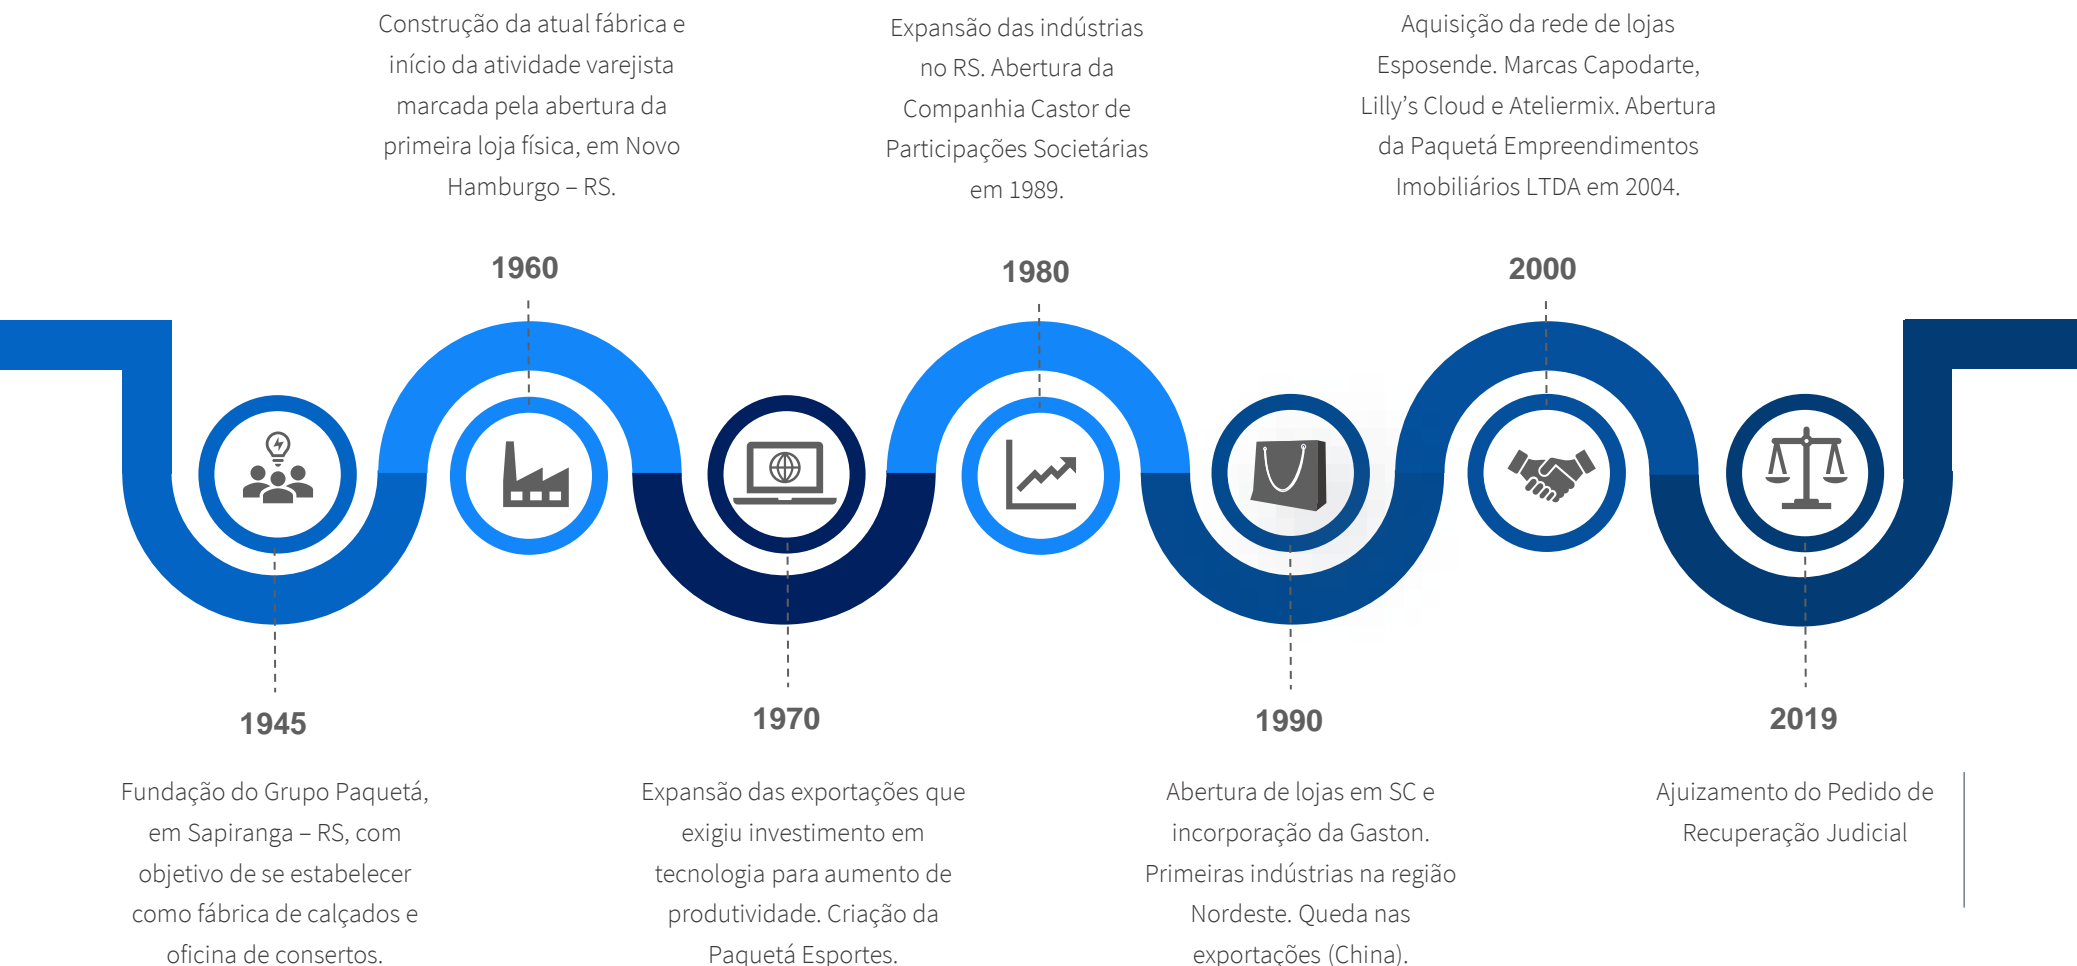 Construção da atual fábrica e
início da atividade varejista
marcada pela abertura da
primeira loja física, em Novo
Hamburgo – RS.
1960
Expansão das indústrias
no RS. Abertura da
Companhia Castor de
Participações Societárias
em 1989.
1980
Aquisição da rede de lojas
Esposende. Marcas Capodarte,
Lilly’s Cloud e Ateliermix. Abertura
da Paquetá Empreendimentos
Imobiliários LTDA em 2004.
2000
1945
Fundação do Grupo Paquetá,
em Sapiranga – RS, com
objetivo de se estabelecer
como fábrica de calçados e
oficina de consertos.
1970
Expansão das exportações que
exigiu investimento em
tecnologia para aumento de
produtividade. Criação da
Paquetá Esportes.
1990
Abertura de lojas em SC e
incorporação da Gaston.
Primeiras indústrias na região
Nordeste. Queda nas
exportações (China).
2019
Ajuizamento do Pedido de
Recuperação Judicial